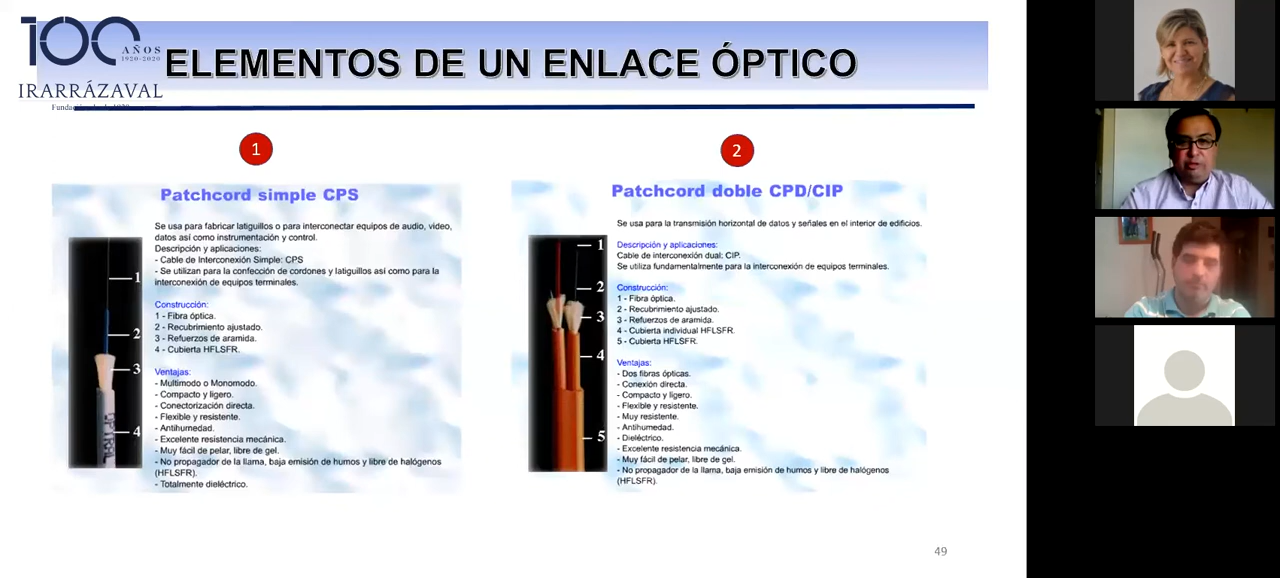 100
AÑOS
1920-2020
IRARRÁZAVAL
ELEMENTOS DE UN ENLACE ÓPTICO
1
Patchcord simple CPS
Se usa para fabricar latiguillos o para interconectar equipos de audio, video,
datos así como instrumentación y control.
Descripción y aplicaciones:
- Cable de Interconexión Simple: CPS
- Se utilizan para la confección de cordones y latiguillos así como para la
interconexión de equipos terminales.
Construcción:
1 - Fibra óptica.
2 - Recubrimiento ajustado.
3 - Refuerzos de aramida.
4 - Cubierta HFLSFR.
Ventajas:
- Multimodo o Monomodo.
- Compacto y ligero.
- Conectorización directa.
- Flexible y resistente.
- Antihumedad.
- Excelente resistencia mecánica.
- Muy fácil de pelar, libre de gel.
- No propagador de la llama, baja emisión de humos y libre de halógenos
(HFLSFR).
- Totalmente dieléctrico.
1
2
3
4
2
Patchcord doble CPD/CIP
Se usa para la transmisión horizontal de datos y señales en el interior de edificios.
Descripción y aplicaciones:
Cable de interconexión dual: CIP.
Se utiliza fundamentalmente para la interconexión de equipos terminales.
Construcción:
1 - Fibra óptica.
2 - Recubrimiento ajustado.
3 - Refuerzos de aramida.
4 - Cubierta individual HFLSFR.
5 - Cubierta HFLSFR.
Ventajas:
- Dos fibras ópticas.
- Conexión directa.
- Compacto y ligero.
- Flexible y resistente.
- Muy resistente.
- Antihumedad.
- Dieléctrico.
- Excelente resistencia mecánica.
- Muy fácil de pelar, libre de gel.
- No propagador de la llama, baja emisión de humos y libre de halógenos
(HFLSFR).
1
2
3
4
5
49